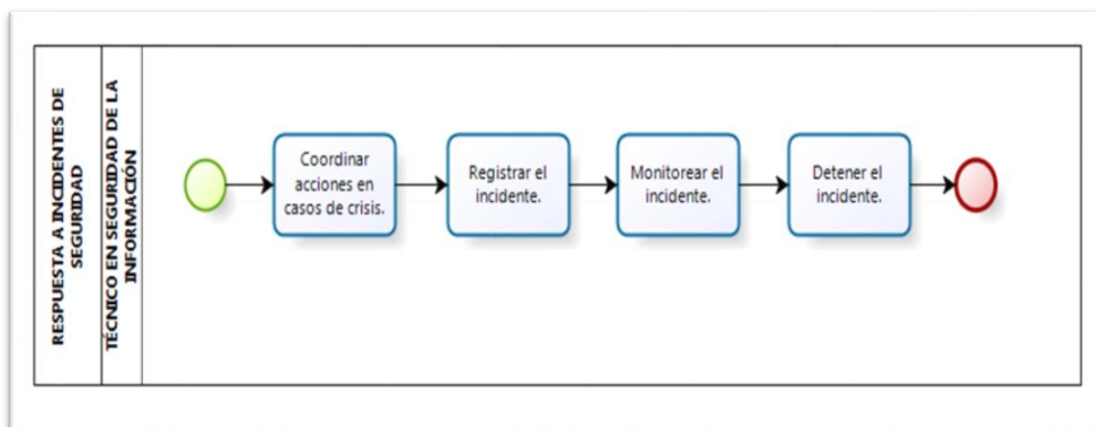 RESPUESTA A INCIDENTES DE
SEGURIDAD
TÉCNICO EN SEGURIDAD DE LA
INFORMACIÓN
Coordinar
acciones en
casos de crisis.
Registrar el
incidente.
Monitorear el
incidente.
Detener el
incidente.